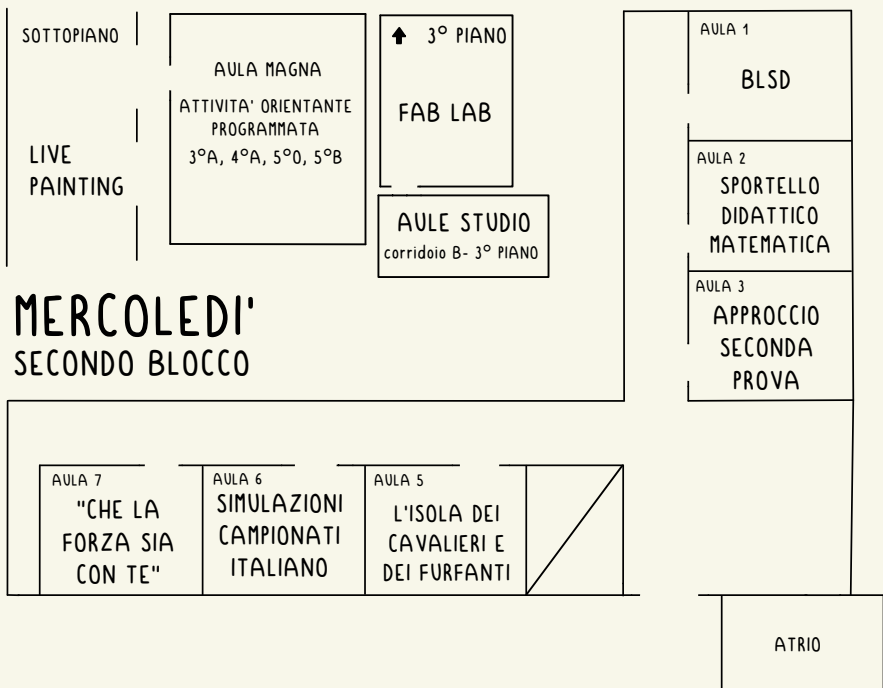 SOTTOPIANO
LIVE
PAINTING
AULA MAGNA
ATTIVITA' ORIENTANTE
PROGRAMMATA
3°A, 4°A, 5°O, 5°B
3° PIANO
FAB LAB
AULE STUDIO
corridoio B- 3° PIANO
AULA 1
BLSD
AULA 2
SPORTELLO
DIDATTICO
MATEMATICA
AULA 3
APPROCCIO
SECONDA
PROVA
MERCOLEDI'
SECONDO BLOCCO
AULA 7
"CHE LA
FORZA SIA
CON TE"
AULA 6
SIMULAZIONI
CAMPIONATI
ITALIANO
AULA 5
L'ISOLA DEI
CAVALIERI E
DEI FURFANTI
ATRIO